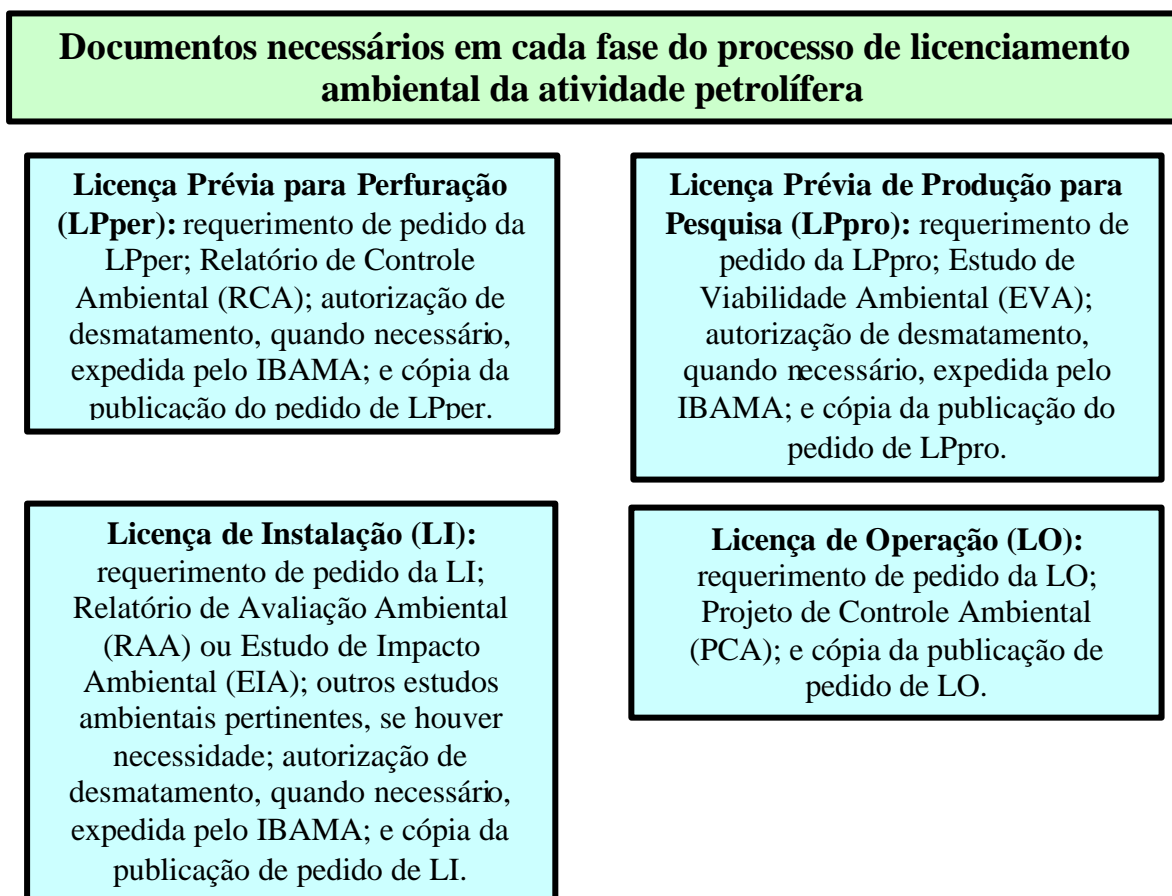 Documentos necessários em cada fase do processo de licenciamento
ambiental da atividade petrolífera
Licença Prévia para Perfuração
(LPper): requerimento de pedido da
LPper; Relatório de Controle
Ambiental (RCA); autorização de
desmatamento, quando necessário,
expedida pelo IBAMA; e cópia da
publicação do pedido de LPper.
Licença Prévia de Produção para
Pesquisa (LPpro): requerimento de
pedido da LPpro; Estudo de
Viabilidade Ambiental (EVA);
autorização de desmatamento,
quando necessário, expedida pelo
IBAMA; e cópia da publicação do
pedido de LPpro.
Licença de Instalação (LI):
requerimento de pedido da LI;
Relatório de Avaliação Ambiental
(RAA) ou Estudo de Impacto
Ambiental (EIA); outros estudos
ambientais pertinentes, se houver
necessidade; autorização de
desmatamento, quando necessário,
expedida pelo IBAMA; e cópia da
publicação de pedido de LI.
Licença de Operação (LO):
requerimento de pedido da LO;
Projeto de Controle Ambiental
(PCA); e cópia da publicação de
pedido de LO.